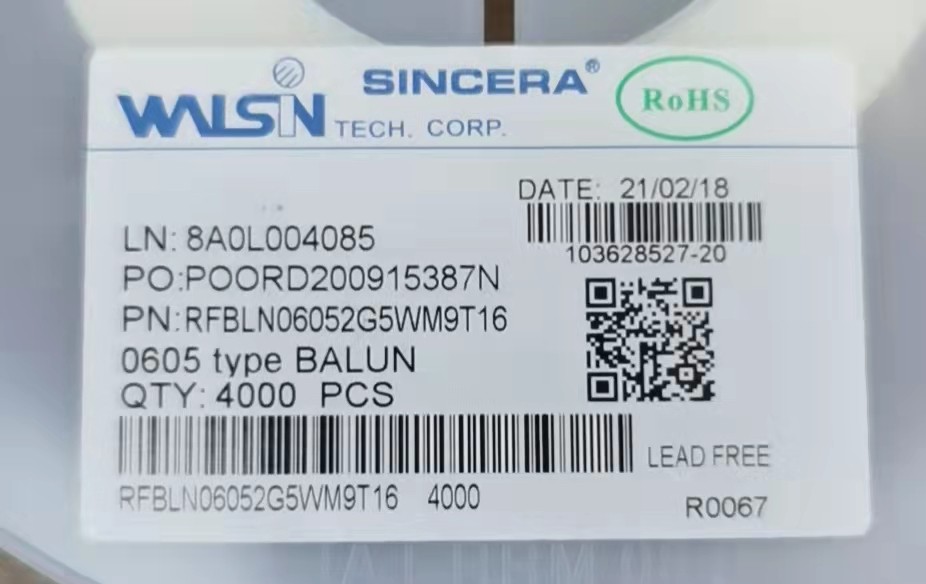 WALSIN TECH. CORP.
SINCERA®
RoHS
DATE: 21/02/18
103628527-20
LN: 8A0L004085
PO:POORD200915387N
PN:RFBLN06052G5WM9T16
0605 type BALUN
QTY: 4000 PCS
LEAD FREE
RFBLN06052G5WM9T16 4000
R0067